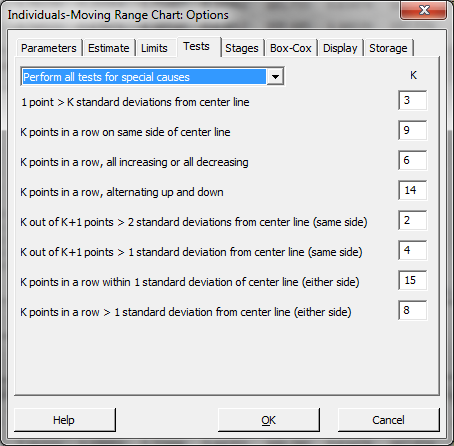 Individuals-Moving Range Chart: Options
Parameters Estimate Limits Tests Stages Box-Cox Display Storage
Perform all tests for special causes K
1 point > K standard deviations from center line 3
K points in a row on same side of center line 9
K points in a row, all increasing or all decreasing 6
K points in a row, alternating up and down 14
K out of K+1 points > 2 standard deviations from center line (same side) 2
K out of K+1 points > 1 standard deviation from center line (same side) 4
K points in a row within 1 standard deviation of center line (either side) 15
K points in a row > 1 standard deviation from center line (either side) 8
Help OK Cancel